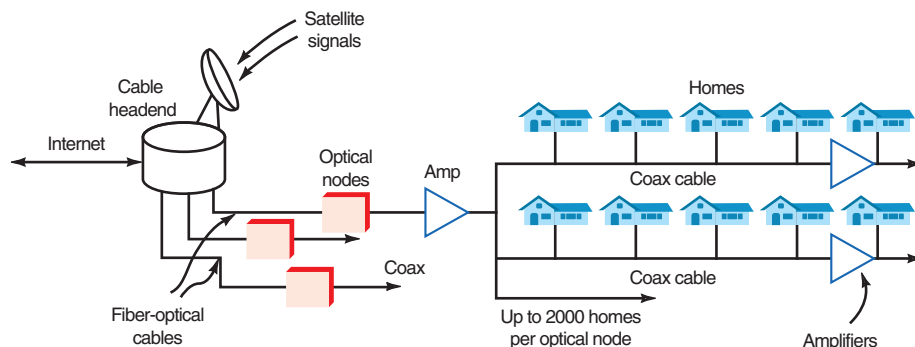 Satellite
signals
Cable
headend
Internet
Optical
nodes
Amp
Homes
Coax cable
Coax cable
Coax
Fiber-optical
cables
Up to 2000 homes
per optical node
Amplifiers